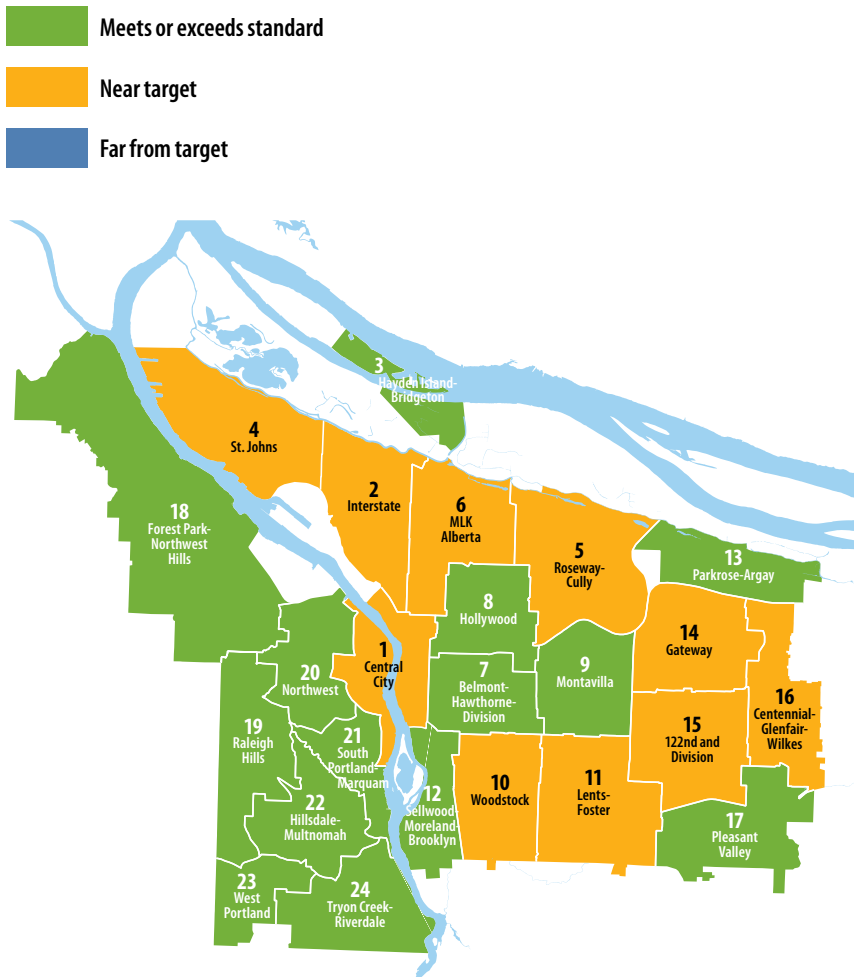 Meets or exceeds standard
Near target
Far from target
3
Hayden Island-
Bridgeton
4
St. Johns
2
Interstate
6
MLK
Alberta
5
Roseway-
Cully
18
Forest Park-
Northwest
Hills
13
Parkrose-Argay
8
Hollywood
14
Gateway
1
Central
City
20
Northwest
7
Belmont-
Hawthorne-
Division
9
Montavilla
16
Centennial-
Glenfair-
Wilkes
19
Raleigh
Hills
21
South
Portland-
Marquam
15
122nd and
Division
10
Woodstock
11
Lents-
Foster
12
Sellwood-
Moreland-
Brooklyn
22
Hillsdale-
Multnomah
17
Pleasant
Valley
23
West
Portland
24
Tryon Creek-
Riverdale